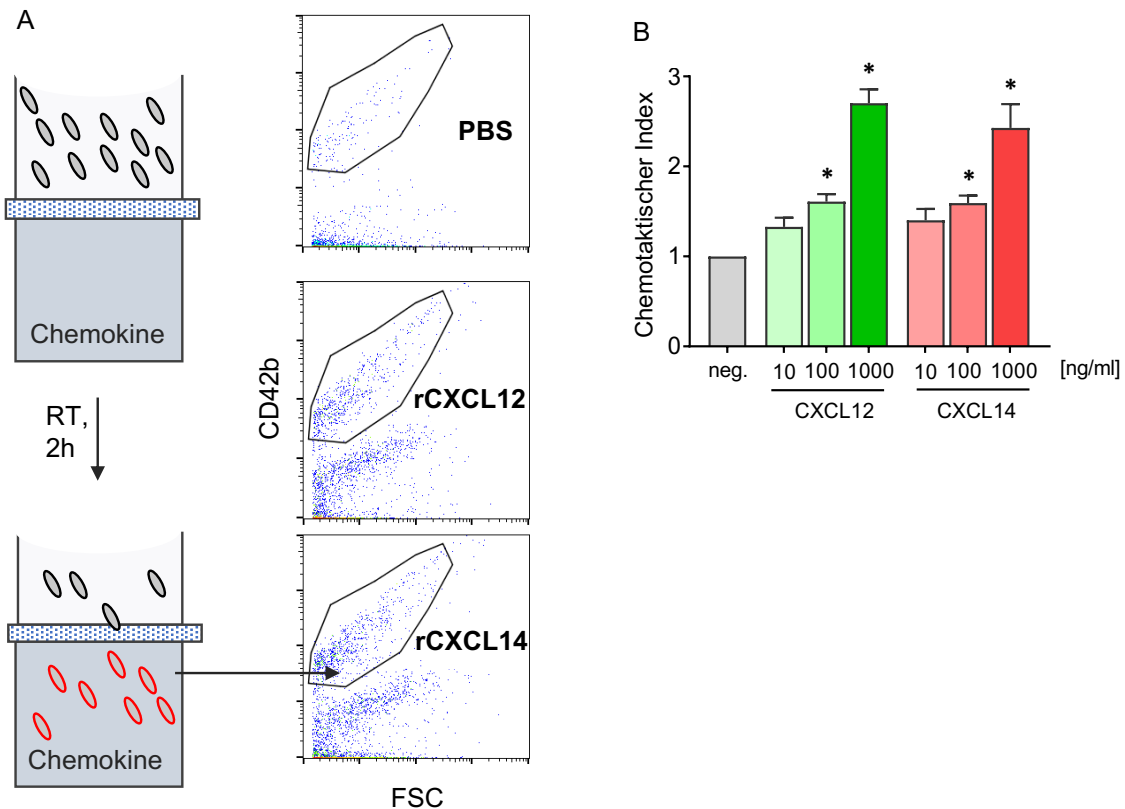 A
Chemokine
RT,
2h
Chemokine
PBS
rCXCL12
rCXCL14
CD42b
FSC
B
Chemotaktischer Index
3
2
1
0
* * * *
neg. 10 100 1000 10 100 1000 [ng/ml]
CXCL12 CXCL14